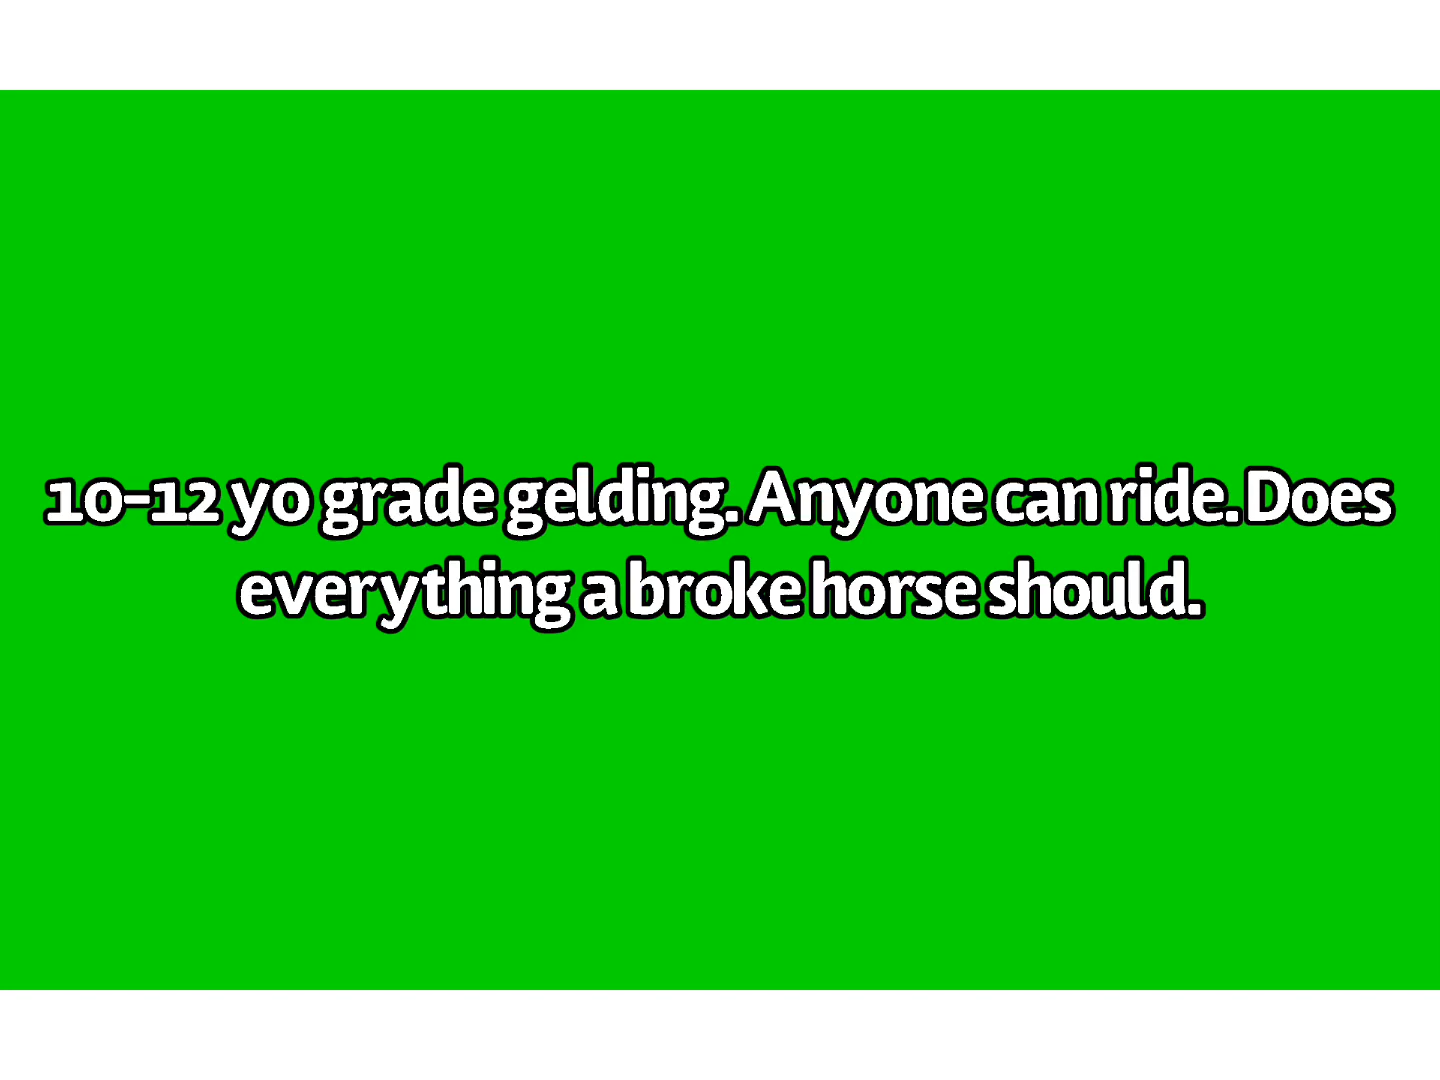 10-12 yo grade gelding. Anyone can ride. Does
everything a broke horse should.